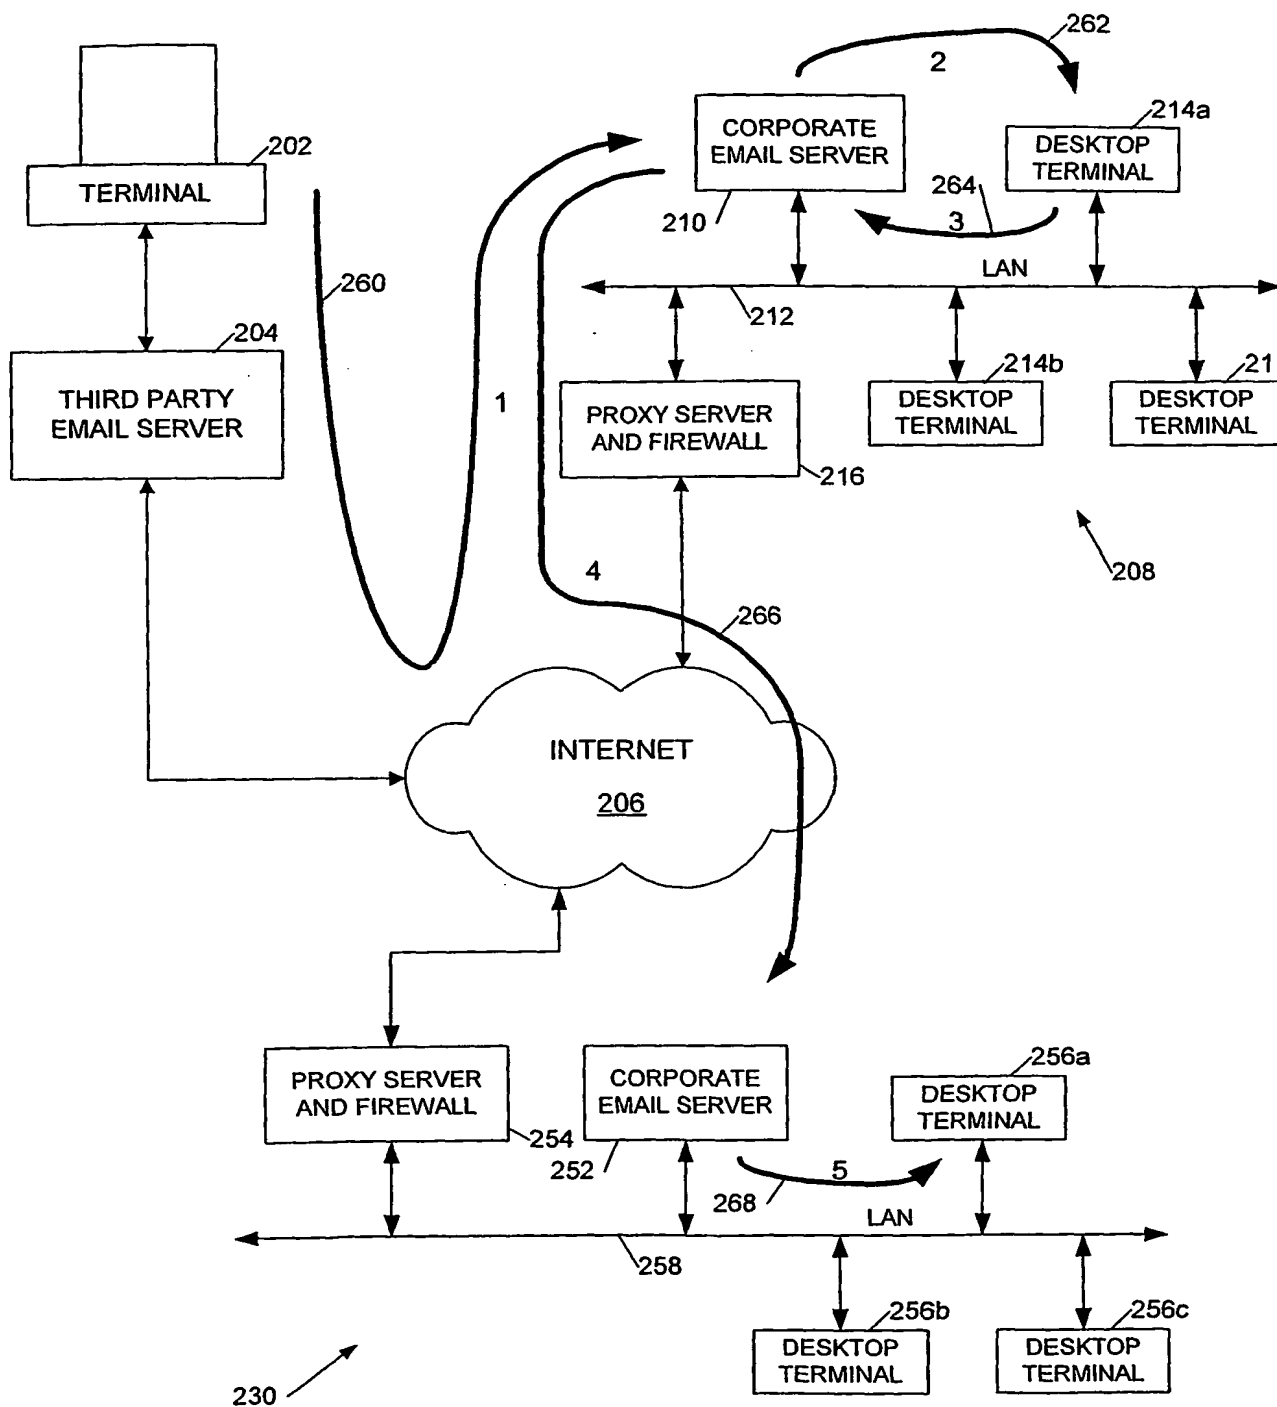 262
2
202
TERMINAL
CORPORATE
EMAIL SERVER
214a
DESKTOP
TERMINAL
210
264
3
260
LAN
212
204
THIRD PARTY
EMAIL SERVER
1
PROXY SERVER
AND FIREWALL
216
214b
DESKTOP
TERMINAL
21
DESKTOP
TERMINAL
208
4
266
INTERNET
206
PROXY SERVER
AND FIREWALL
254
CORPORATE
EMAIL SERVER
252
256a
DESKTOP
TERMINAL
5
268
LAN
258
256b
DESKTOP
TERMINAL
256c
DESKTOP
TERMINAL
230